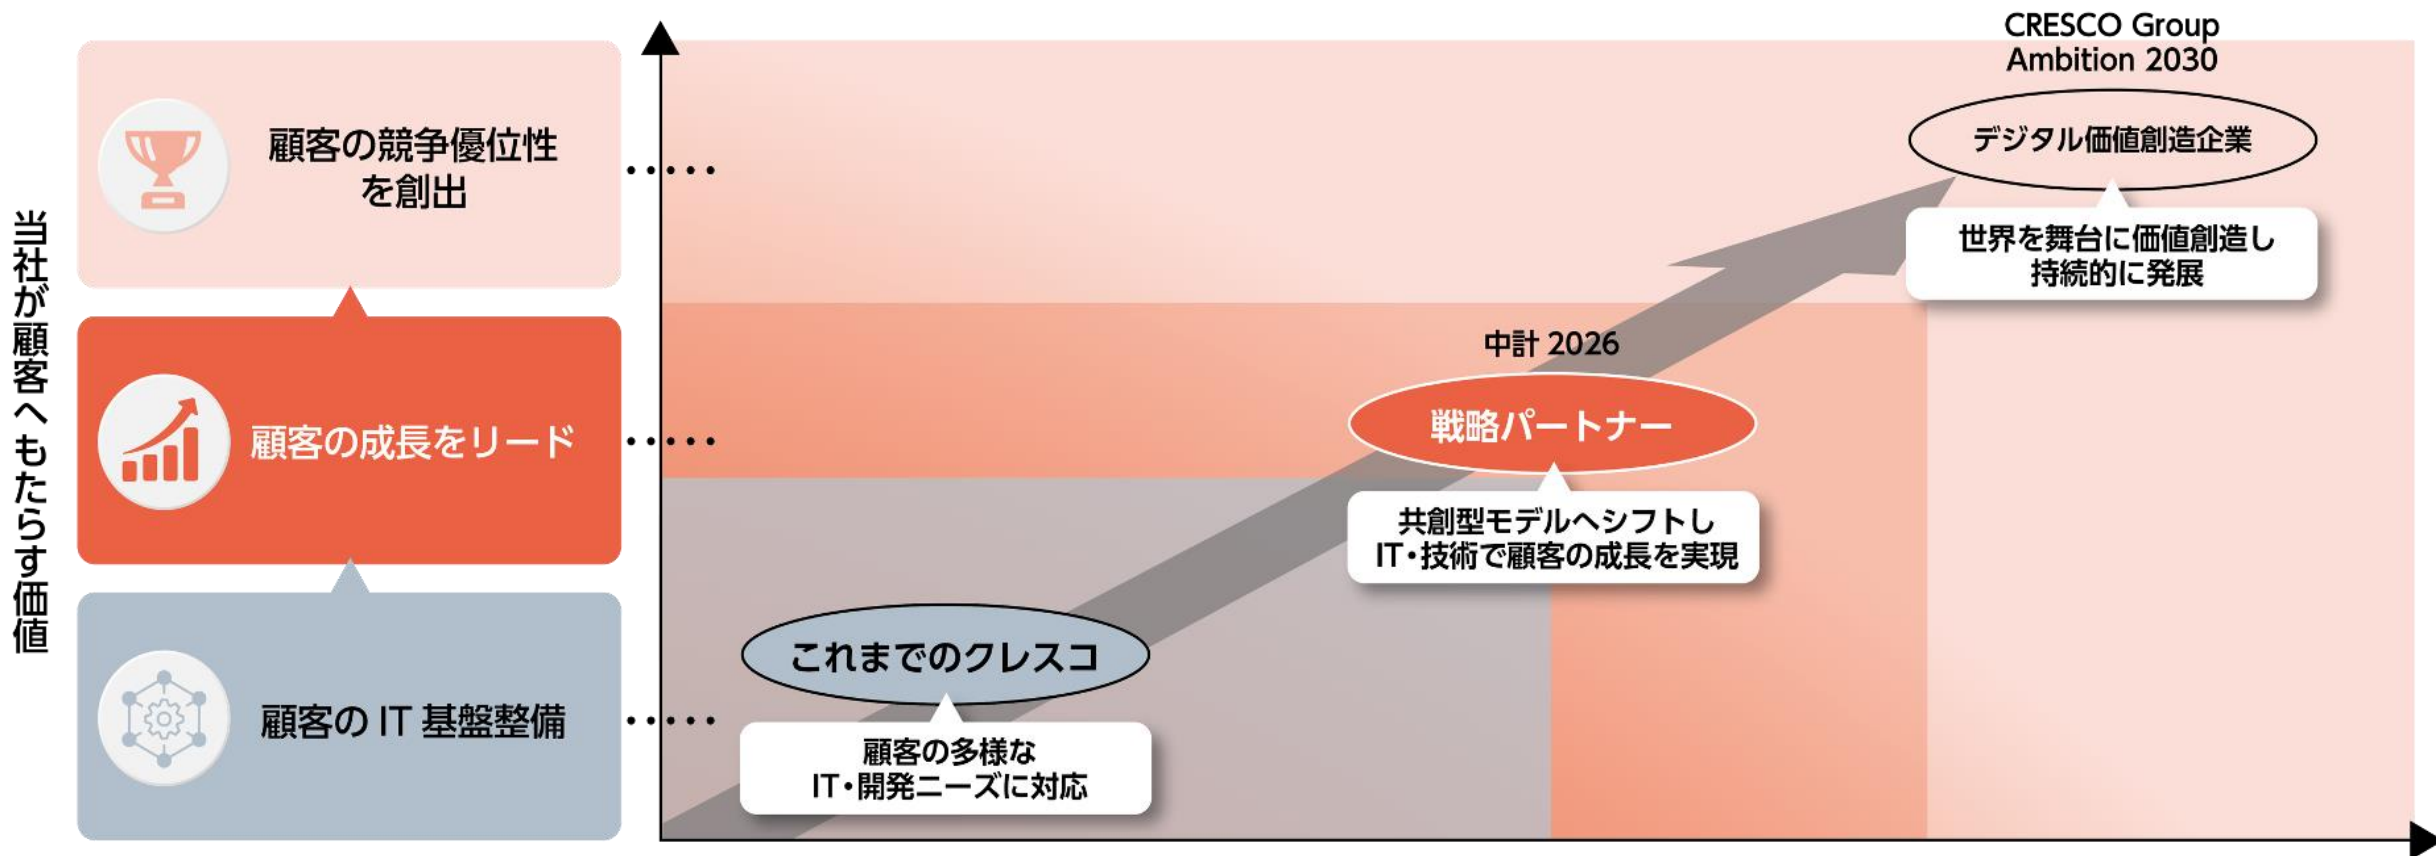 当社が顧客へもたらす価値
顧客の競争優位性
を創出
顧客の成長をリード
顧客の IT 基盤整備
CRESCO Group
Ambition 2030
デジタル価値創造企業
世界を舞台に価値創造し
持続的に発展
中計 2026
戦略パートナー
共創型モデルへシフトし
IT・技術で顧客の成長を実現
これまでのクレスコ
顧客の多様な
IT・開発ニーズに対応